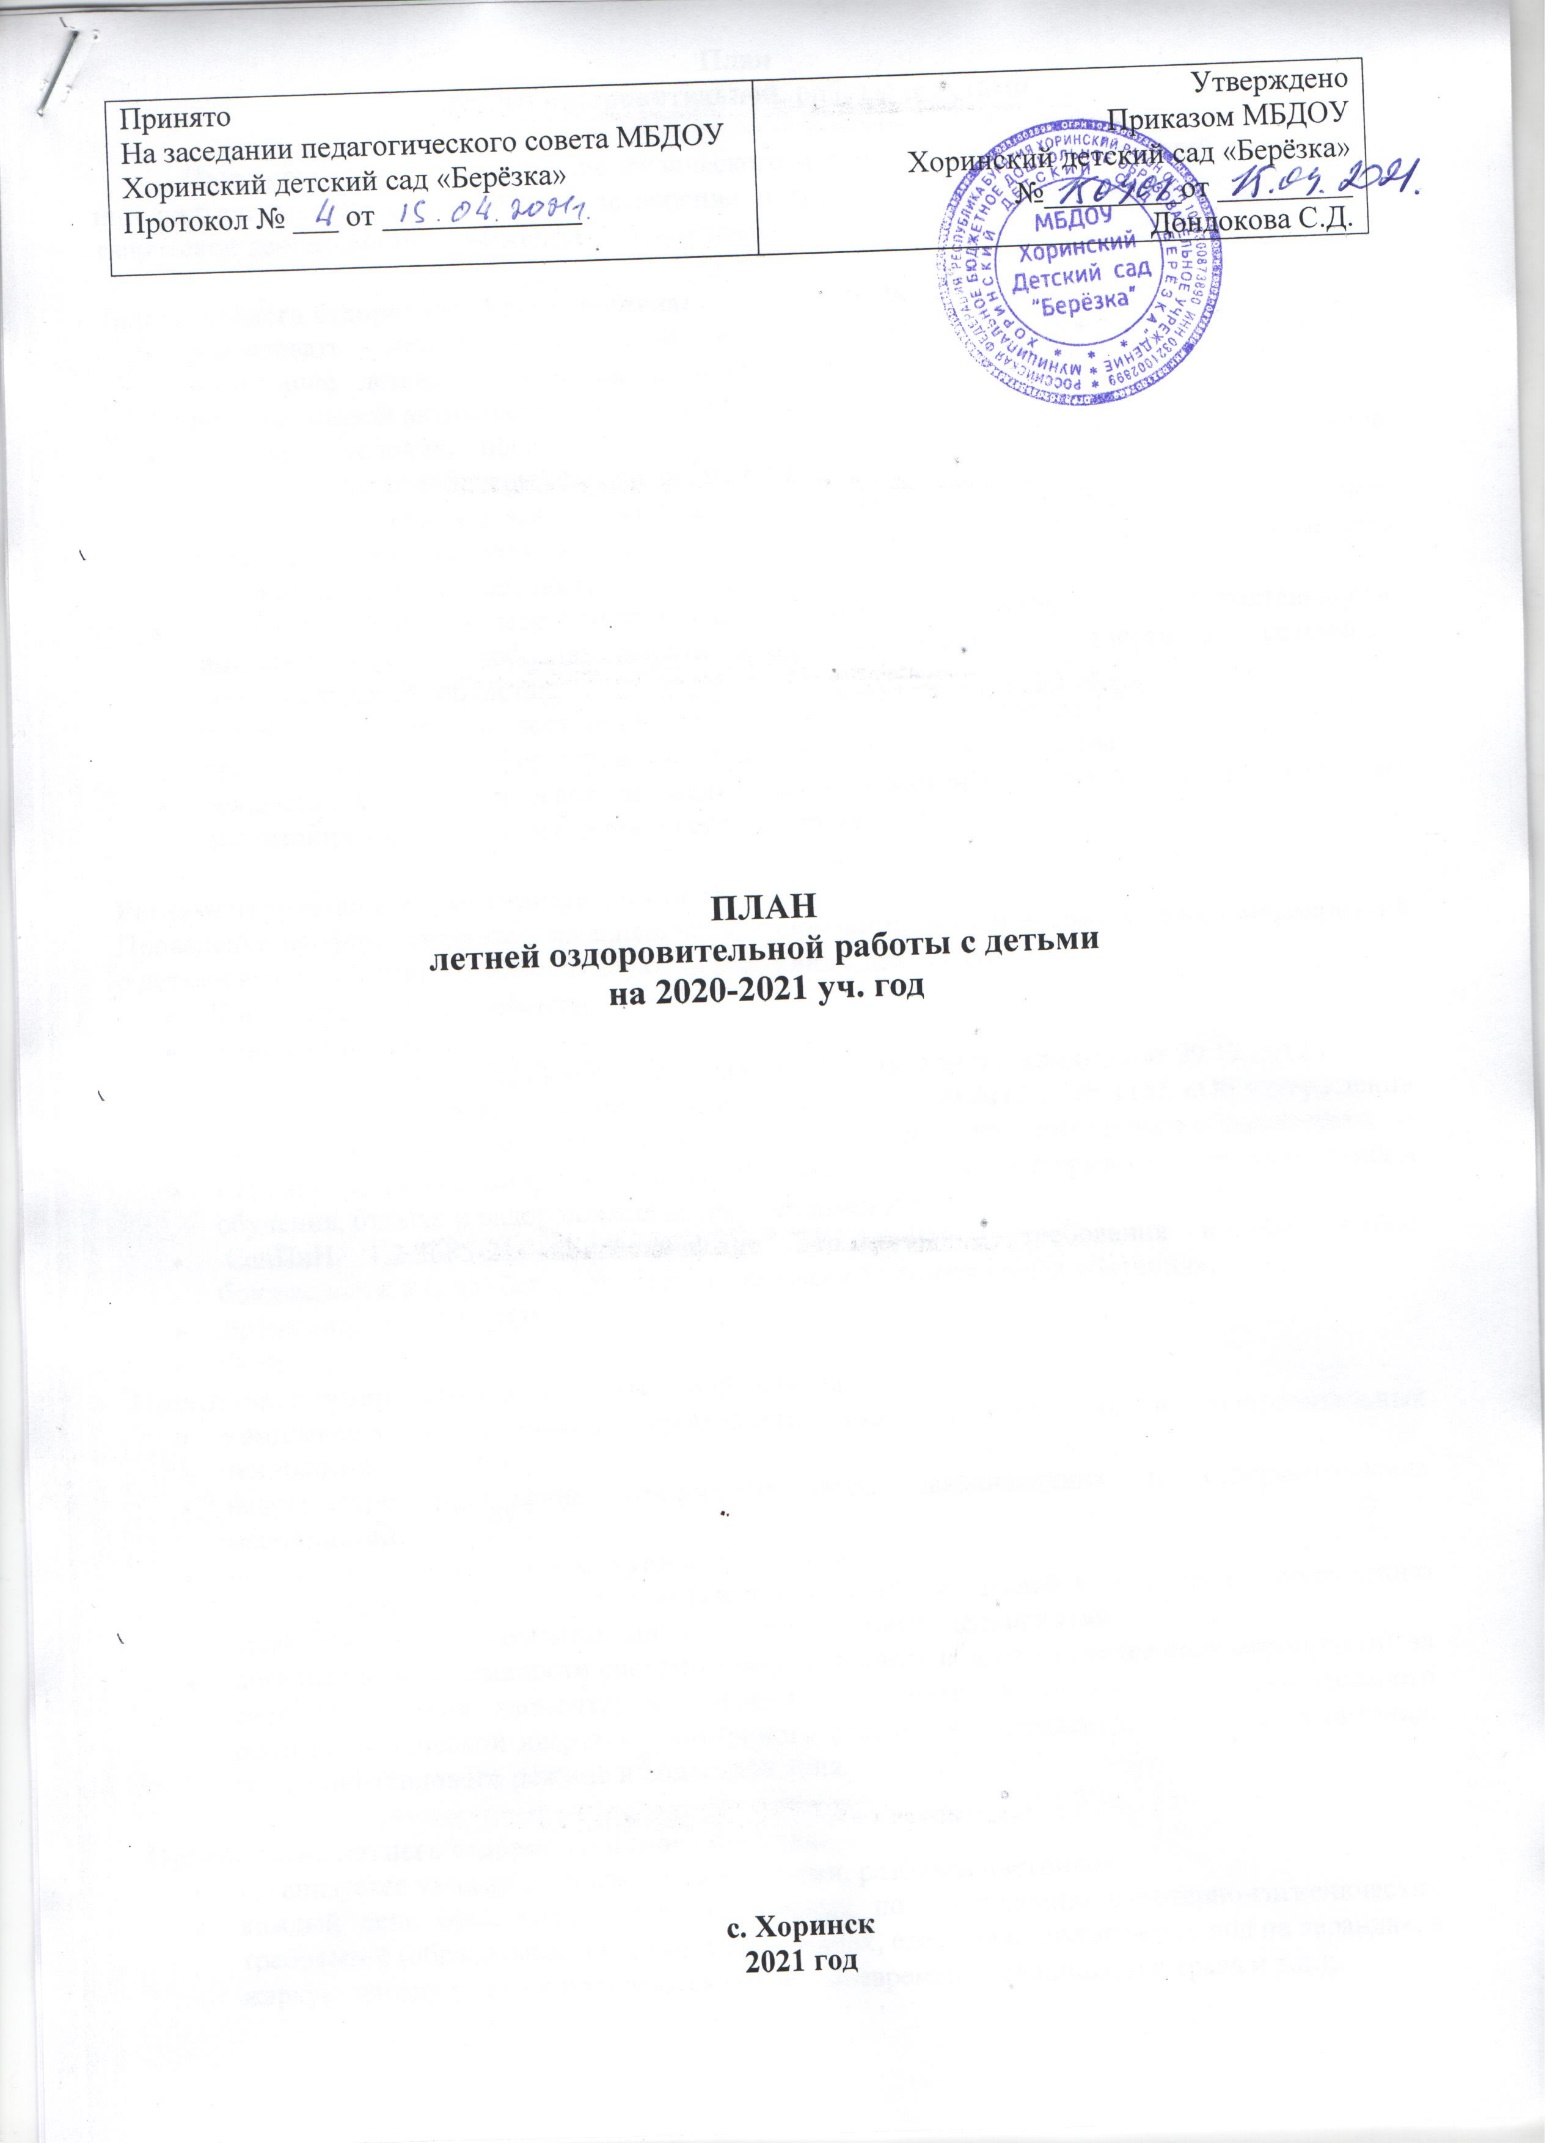 Принято
На заседании педагогического совета МБДОУ
Хоринский детский сад «Берёзка»
Протокол № 4 от 15.04.2021г.
Утверждено
Приказом МБДОУ
Хоринский детский сад «Берёзка»
№ от 15.04.2021.
Дондокова С.Д.
МБДОУ
Хоринский
Детский сад
"Берёзка"
ПЛАН
летней оздоровительной работы с детьми
на 2020-2021 уч. год
с. Хоринск
2021 год